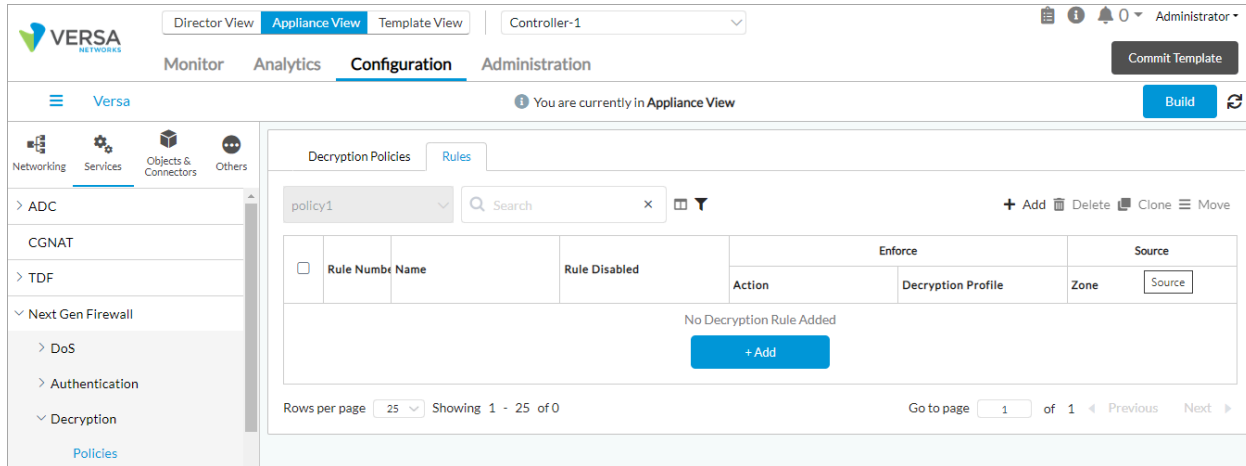 VERSA
NETWORKS
Director View Appliance View Template View
Controller-1
0 Administrator
Monitor Analytics Configuration Administration
Commit Template
Versa
You are currently in Appliance View
Build
Networking Services Objects & Connectors Others
Decryption Policies Rules
policy1 Search × + Add Delete Clone Move
> ADC
CGNAT
> TDF
Next Gen Firewall
> DoS
> Authentication
Decryption
Policies
Enforce Source
Rule Numbe Name Rule Disabled Action Decryption Profile Zone Source
No Decryption Rule Added
+ Add
Rows per page 25 Showing 1 - 25 of 0 Go to page 1 of 1 Previous Next